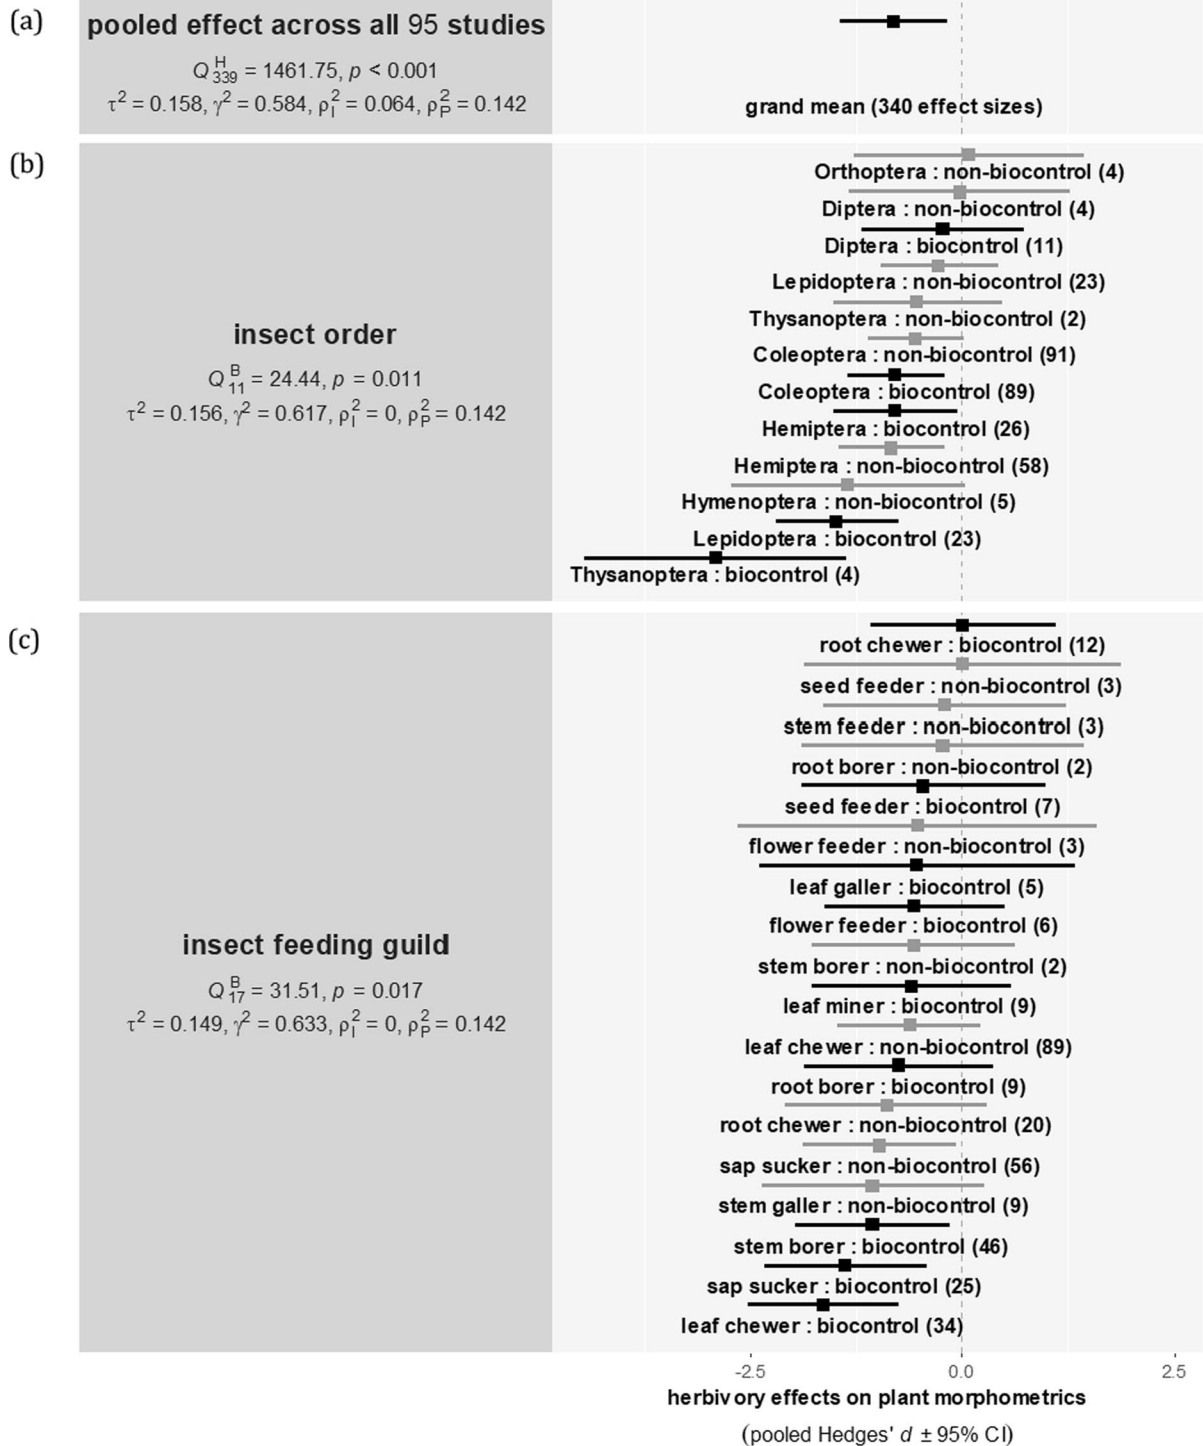 (a)
pooled effect across all 95 studies
Q H 339 = 1461.75, p < 0.001
τ² = 0.158, γ² = 0.584, ρ²I = 0.064, ρ²P = 0.142
grand mean (340 effect sizes)
(b)
insect order
Q B 11 = 24.44, p = 0.011
τ² = 0.156, γ² = 0.617, ρ²I = 0, ρ²P = 0.142
Orthoptera : non-biocontrol (4)
Diptera : non-biocontrol (4)
Diptera : biocontrol (11)
Lepidoptera : non-biocontrol (23)
Thysanoptera : non-biocontrol (2)
Coleoptera : non-biocontrol (91)
Coleoptera : biocontrol (89)
Hemiptera : biocontrol (26)
Hemiptera : non-biocontrol (58)
Hymenoptera : non-biocontrol (5)
Lepidoptera : biocontrol (23)
Thysanoptera : biocontrol (4)
(c)
insect feeding guild
Q B 17 = 31.51, p = 0.017
τ² = 0.149, γ² = 0.633, ρ²I = 0, ρ²P = 0.142
root chewer : biocontrol (12)
seed feeder : non-biocontrol (3)
stem feeder : non-biocontrol (3)
root borer : non-biocontrol (2)
seed feeder : biocontrol (7)
flower feeder : non-biocontrol (3)
leaf galler : biocontrol (5)
flower feeder : biocontrol (6)
stem borer : non-biocontrol (2)
leaf miner : biocontrol (9)
leaf chewer : non-biocontrol (89)
root borer : biocontrol (9)
root chewer : non-biocontrol (20)
sap sucker : non-biocontrol (56)
stem galler : non-biocontrol (9)
stem borer : biocontrol (46)
sap sucker : biocontrol (25)
leaf chewer : biocontrol (34)
-2.5 0.0 2.5
herbivory effects on plant morphometrics
(pooled Hedges' d ± 95% CI)